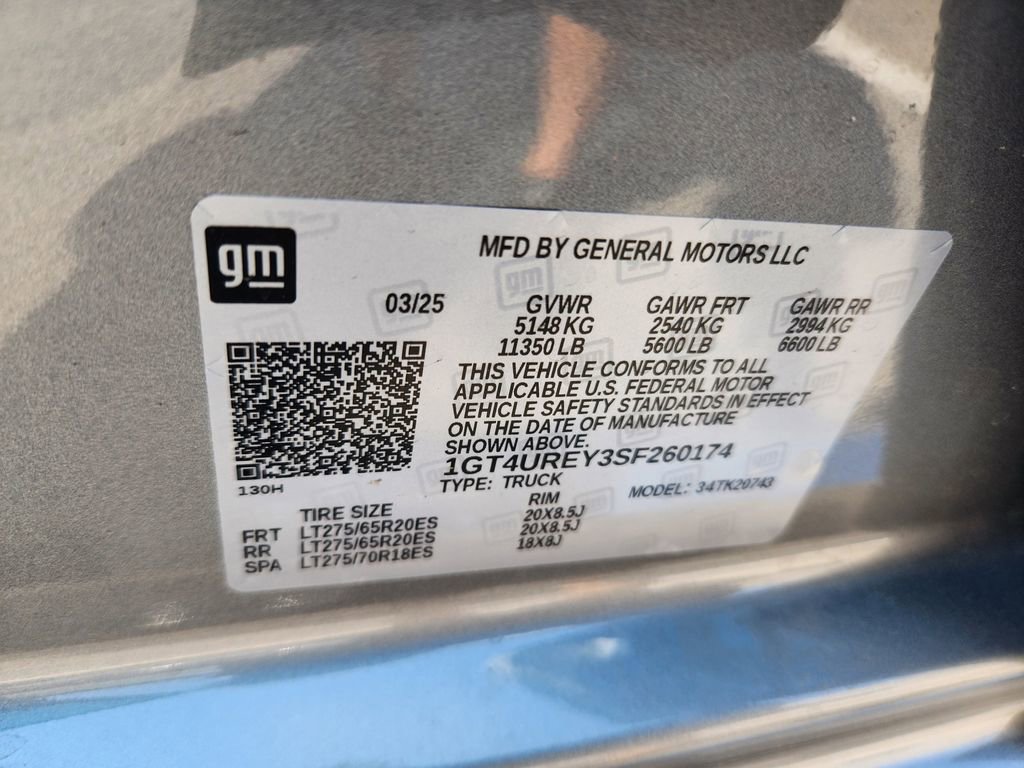 gm
MFD BY GENERAL MOTORS LLC
03/25 GVWR GAWR FRT GAWR RR
5148 KG 2540 KG 2994 KG
11350 LB 5600 LB 6600 LB
THIS VEHICLE CONFORMS TO ALL
APPLICABLE U.S. FEDERAL MOTOR
VEHICLE SAFETY STANDARDS IN EFFECT
ON THE DATE OF MANUFACTURE
SHOWN ABOVE.
1GT4UREY3SF260174
130H
TYPE: TRUCK MODEL: 34TK20743
TIRE SIZE RIM
FRT LT275/65R20ES 20X8.5J
RR LT275/65R20ES 20X8.5J
SPA LT275/70R18ES 18X8J